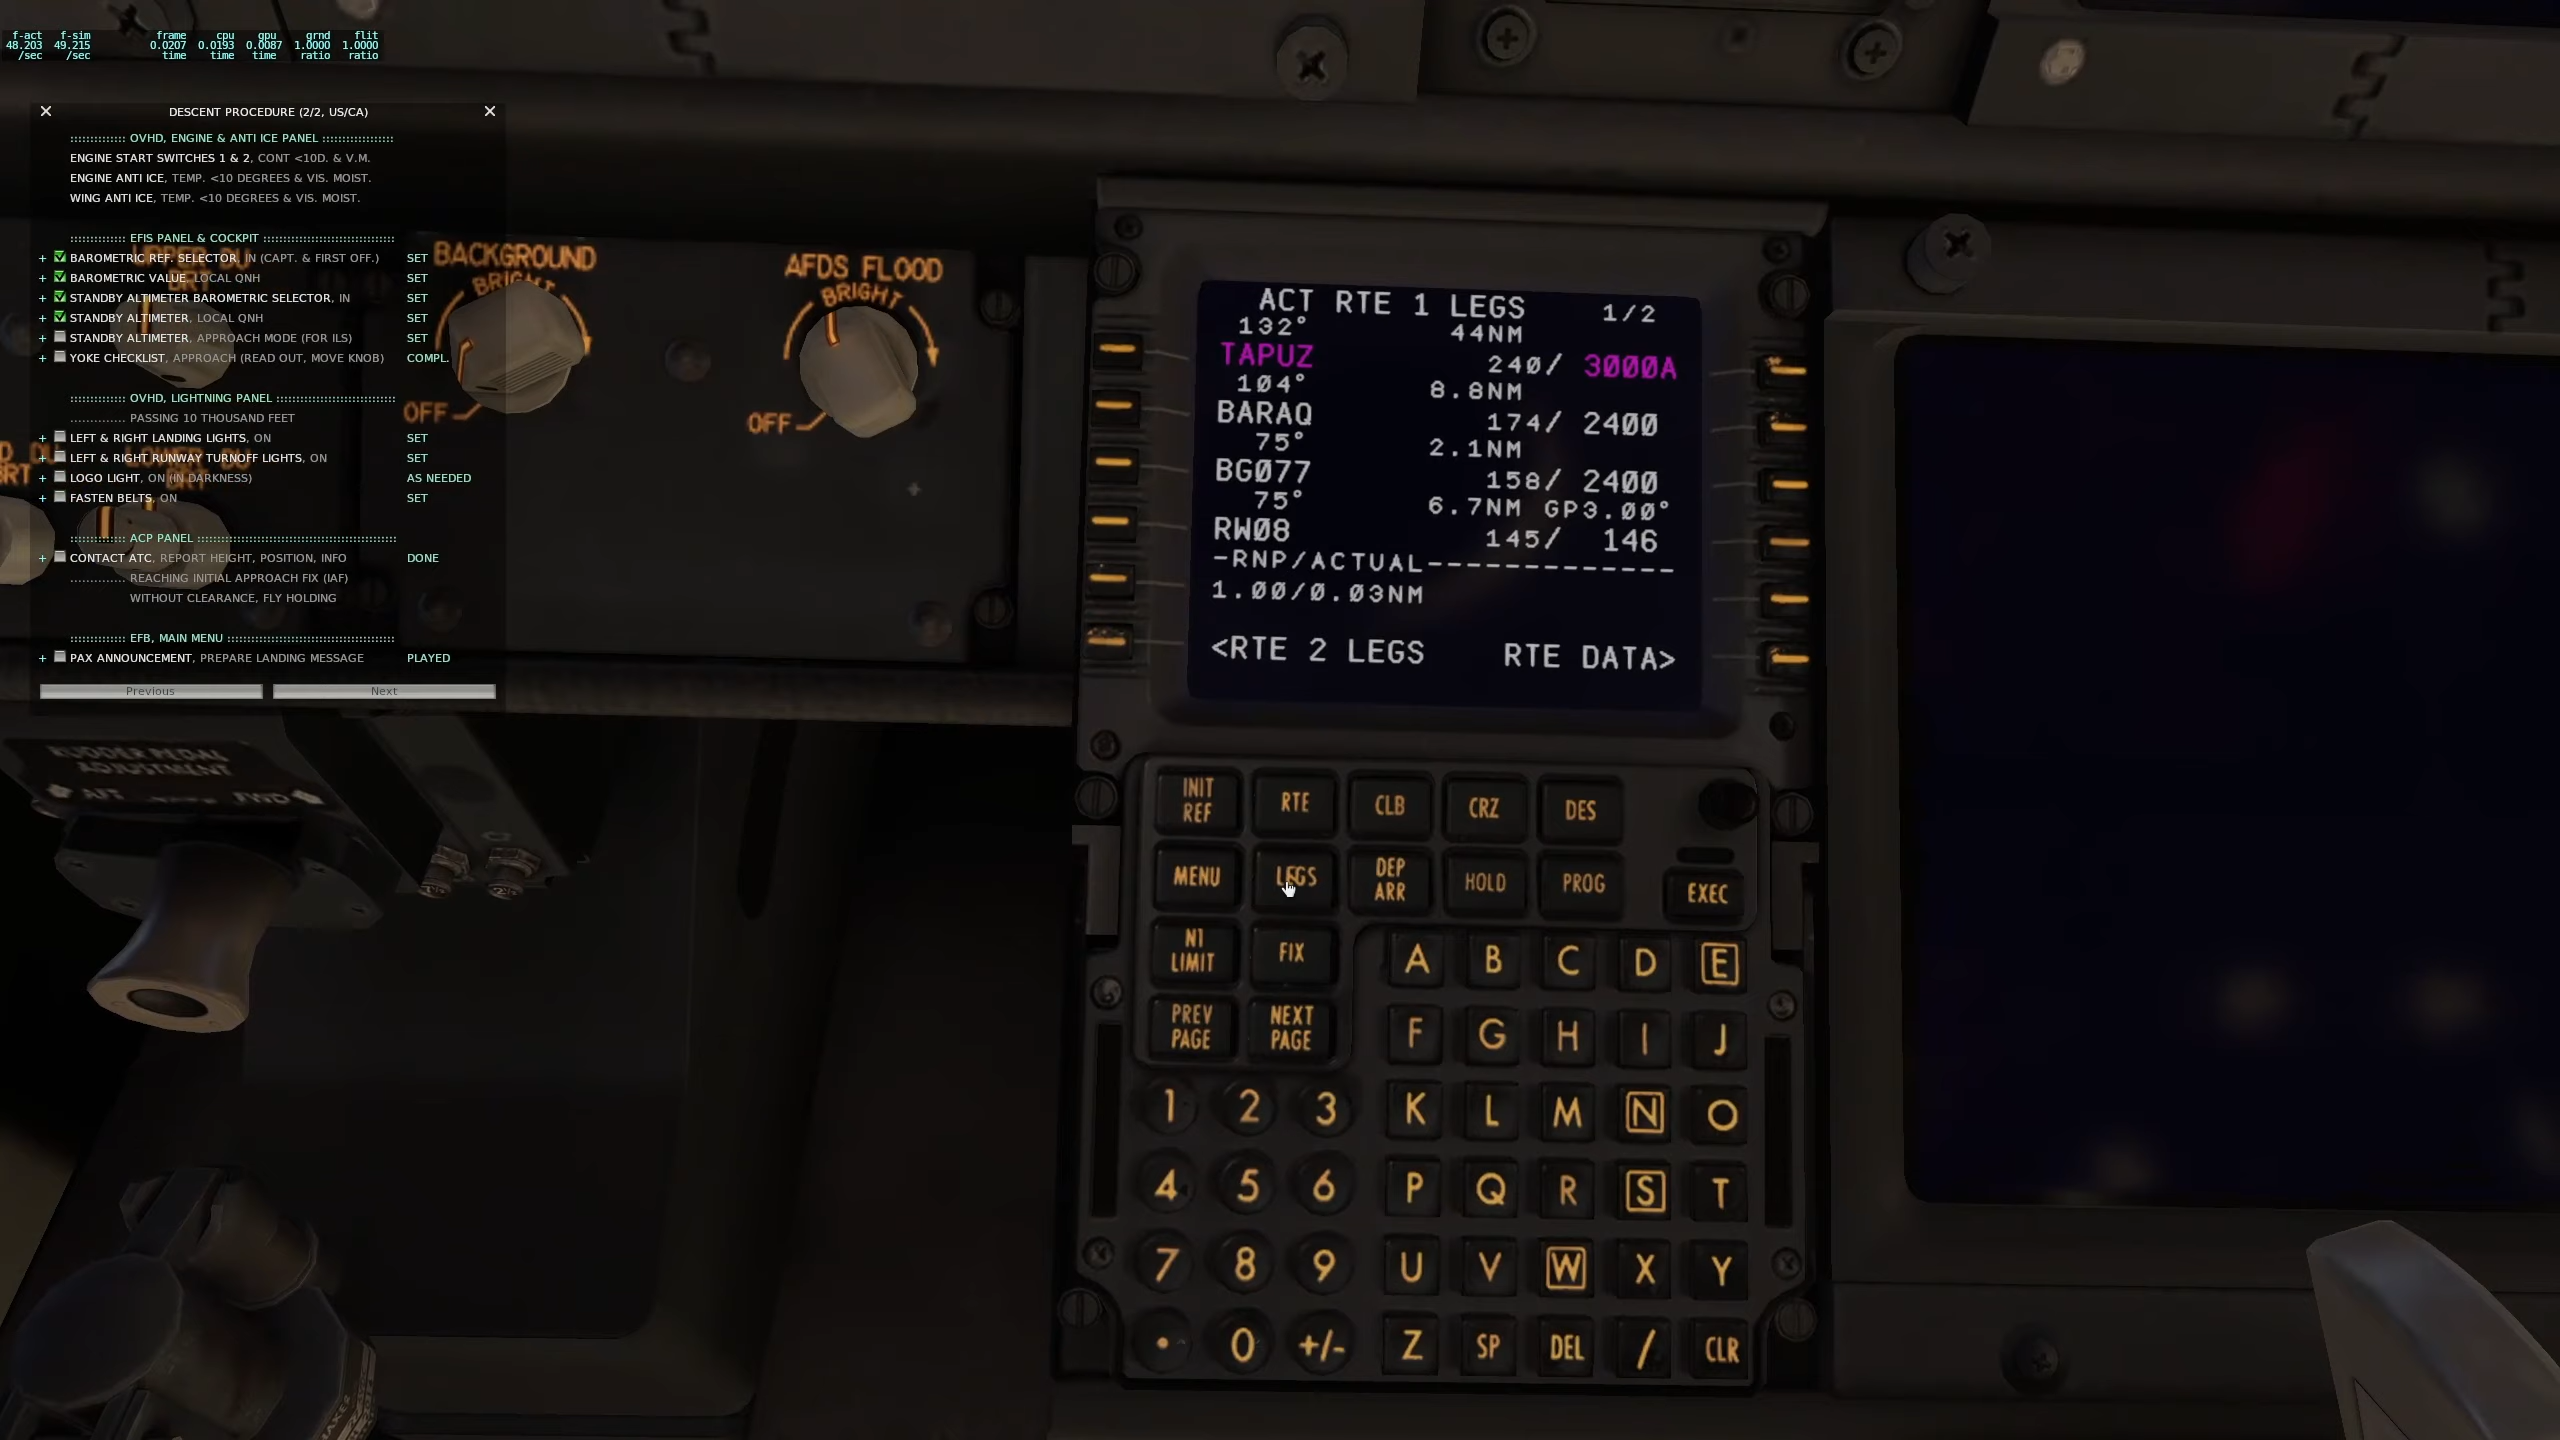 f-act f-sim frame cpu gpu grnd flit
48.203 49.215 0.0207 0.0193 0.0087 1.0000 1.0000
/sec /sec time time time ratio ratio
DESCENT PROCEDURE (2/2, US/CA)
:::::::::::::: OVHD, ENGINE & ANTI ICE PANEL ::::::::::::::::::
ENGINE START SWITCHES 1 & 2, CONT <10D. & V.M.
ENGINE ANTI ICE, TEMP. <10 DEGREES & VIS. MOIST.
WING ANTI ICE, TEMP. <10 DEGREES & VIS. MOIST.
:::::::::::::: EFIS PANEL & COCKPIT :::::::::::::::::::::::::::::::::
+ BAROMETRIC REF. SELECTOR, IN (CAPT. & FIRST OFF.) SET
+ BAROMETRIC VALUE, LOCAL QNH SET
+ STANDBY ALTIMETER BAROMETRIC SELECTOR, IN SET
+ STANDBY ALTIMETER, LOCAL QNH SET
+ STANDBY ALTIMETER, APPROACH MODE (FOR ILS) SET
+ YOKE CHECKLIST, APPROACH (READ OUT, MOVE KNOB) COMPL.
:::::::::::::: OVHD, LIGHTNING PANEL ::::::::::::::::::::::::::::::
.............. PASSING 10 THOUSAND FEET
+ LEFT & RIGHT LANDING LIGHTS, ON SET
+ LEFT & RIGHT RUNWAY TURNOFF LIGHTS, ON SET
+ LOGO LIGHT, ON (IN DARKNESS) AS NEEDED
+ FASTEN BELTS, ON SET
:::::::::::::: ACP PANEL ::::::::::::::::::::::::::::::::::::::::::
+ CONTACT ATC, REPORT HEIGHT, POSITION, INFO DONE
.............. REACHING INITIAL APPROACH FIX (IAF)
WITHOUT CLEARANCE, FLY HOLDING
:::::::::::::: EFB, MAIN MENU ::::::::::::::::::::::::::::::::::::::::::
+ PAX ANNOUNCEMENT, PREPARE LANDING MESSAGE PLAYED
Previous Next
BACKGROUND
BRIGHT
OFF
AFDS FLOOD
BRIGHT
OFF
RUDDER PEDAL
ADJUSTMENT
AFT FWD
ACT RTE 1 LEGS 1/2
132° 44NM
TAPUZ 240/ 3000A
104° 8.8NM
BARAQ 174/ 2400
75° 2.1NM
BG077 158/ 2400
75° 6.7NM GP3.00°
RW08 145/ 146
-RNP/ACTUAL-------------
1.00/0.03NM
<RTE 2 LEGS RTE DATA>
INIT REF RTE CLB CRZ DES
MENU LEGS DEP ARR HOLD PROG EXEC
N1 LIMIT FIX
PREV PAGE NEXT PAGE
A B C D E
F G H I J
1 2 3 K L M N O
4 5 6 P Q R S T
7 8 9 U V W X Y
. 0 +/- Z SP DEL / CLR